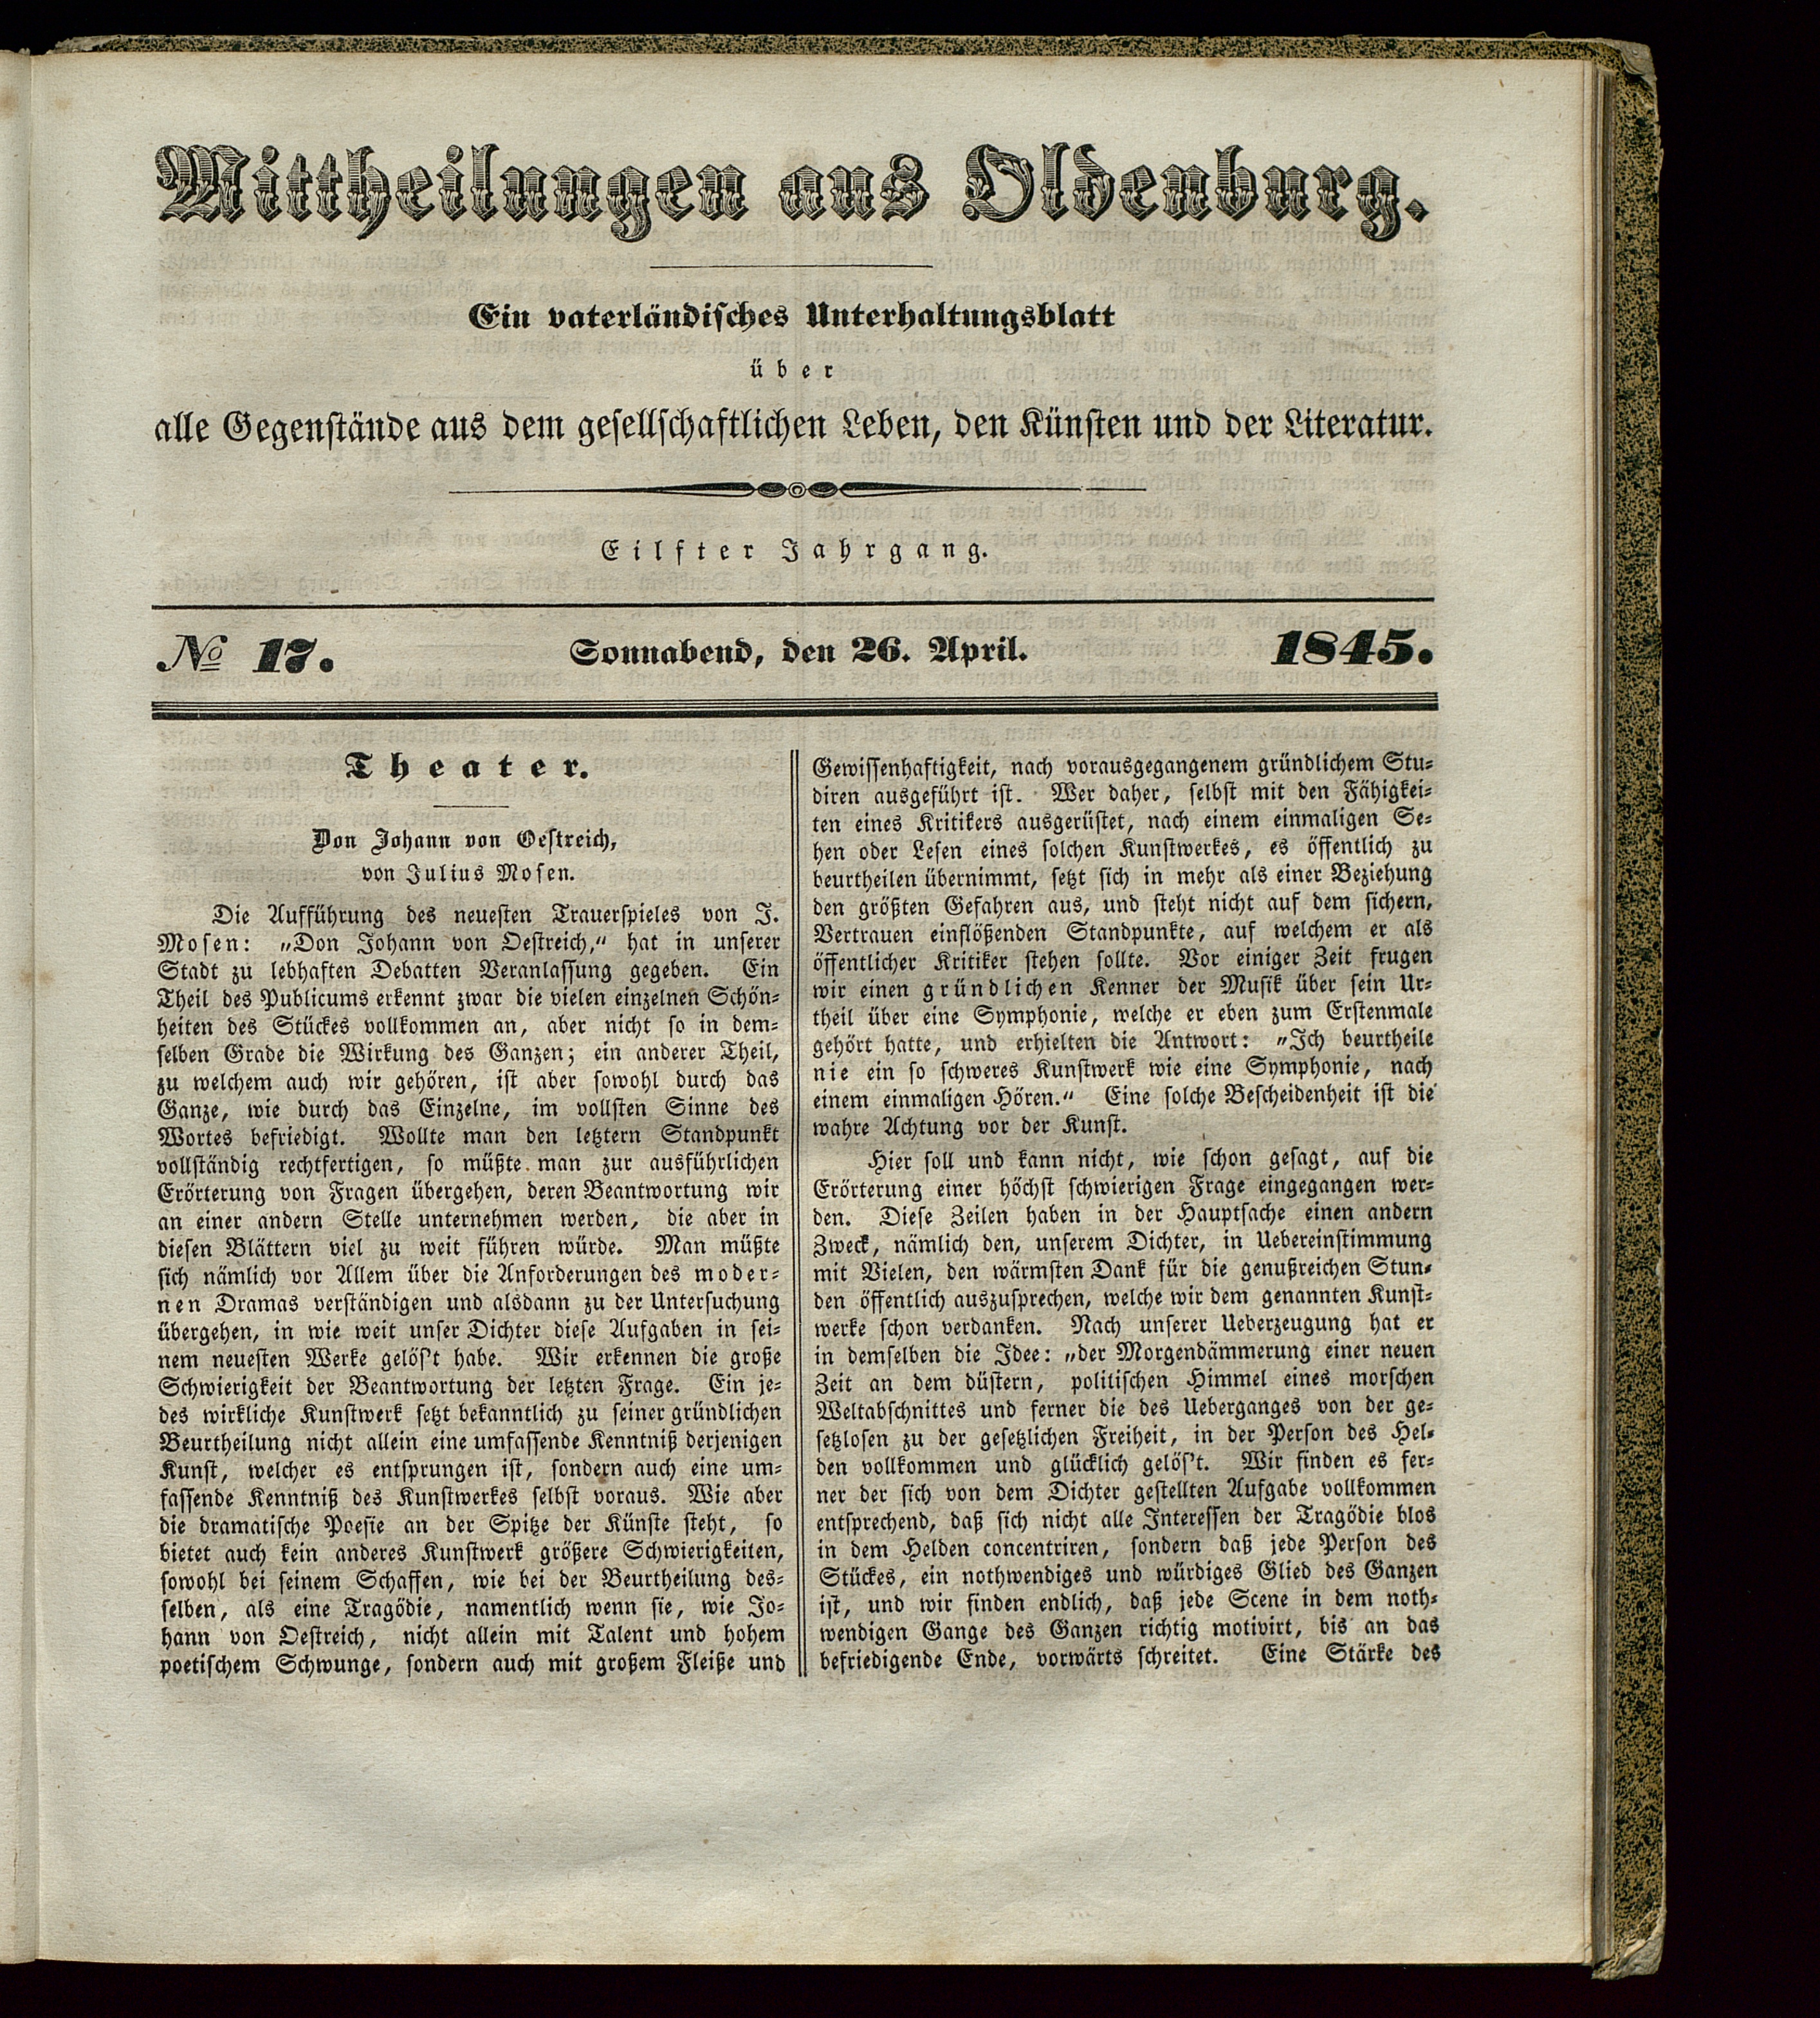 Mittheilungen aus Oldenburg.
Ein vaterländisches Unterhaltungsblatt
über
alle Gegenstände aus dem gesellschaftlichen Leben, den Künsten und der Literatur.
Eilfter Jahrgang.
No 17. Sonnabend, den 26. April. 1845.
Theater.
Don Johann von Oestreich,
von Julius Mosen.
Die Aufführung des neuesten Trauerspieles von J.
Mosen: „Don Johann von Oestreich,“ hat in unserer
Stadt zu lebhaften Debatten Veranlassung gegeben. Ein
Theil des Publicums erkennt zwar die vielen einzelnen Schön-
heiten des Stückes vollkommen an, aber nicht so in dem-
selben Grade die Wirkung des Ganzen; ein anderer Theil,
zu welchem auch wir gehören, ist aber sowohl durch das
Ganze, wie durch das Einzelne, im vollsten Sinne des
Wortes befriedigt. Wollte man den letztern Standpunkt
vollständig rechtfertigen, so müßte man zur ausführlichen
Erörterung von Fragen übergehen, deren Beantwortung wir
an einer andern Stelle unternehmen werden, die aber in
diesen Blättern viel zu weit führen würde. Man müßte
sich nämlich vor Allem über die Anforderungen des moder-
nen Dramas verständigen und alsdann zu der Untersuchung
übergehen, in wie weit unser Dichter diese Aufgaben in sei-
nem neuesten Werke gelös't habe. Wir erkennen die große
Schwierigkeit der Beantwortung der letzten Frage. Ein je-
des wirkliche Kunstwerk setzt bekanntlich zu seiner gründlichen
Beurtheilung nicht allein eine umfassende Kenntniß derjenigen
Kunst, welcher es entsprungen ist, sondern auch eine um-
fassende Kenntniß des Kunstwerkes selbst voraus. Wie aber
die dramatische Poesie an der Spitze der Künste steht, so
bietet auch kein anderes Kunstwerk größere Schwierigkeiten,
sowohl bei seinem Schaffen, wie bei der Beurtheilung des-
selben, als eine Tragödie, namentlich wenn sie, wie Jo-
hann von Oestreich, nicht allein mit Talent und hohem
poetischem Schwunge, sondern auch mit großem Fleiße und
Gewissenhaftigkeit, nach vorausgegangenem gründlichem Stu-
diren ausgeführt ist. Wer daher, selbst mit den Fähigkei-
ten eines Kritikers ausgerüstet, nach einem einmaligen Se-
hen oder Lesen eines solchen Kunstwerkes, es öffentlich zu
beurtheilen übernimmt, setzt sich in mehr als einer Beziehung
den größten Gefahren aus, und steht nicht auf dem sichern,
Vertrauen einflößenden Standpunkte, auf welchem er als
öffentlicher Kritiker stehen sollte. Vor einiger Zeit frugen
wir einen gründlichen Kenner der Musik über sein Ur-
theil über eine Symphonie, welche er eben zum Erstenmale
gehört hatte, und erhielten die Antwort: „Ich beurtheile
nie ein so schweres Kunstwerk wie eine Symphonie, nach
einem einmaligen Hören.“ Eine solche Bescheidenheit ist die
wahre Achtung vor der Kunst.
Hier soll und kann nicht, wie schon gesagt, auf die
Erörterung einer höchst schwierigen Frage eingegangen wer-
den. Diese Zeilen haben in der Hauptsache einen andern
Zweck, nämlich den, unserem Dichter, in Uebereinstimmung
mit Vielen, den wärmsten Dank für die genußreichen Stun-
den öffentlich auszusprechen, welche wir dem genannten Kunst-
werke schon verdanken. Nach unserer Ueberzeugung hat er
in demselben die Idee: „der Morgendämmerung einer neuen
Zeit an dem düstern, politischen Himmel eines morschen
Weltabschnittes und ferner die des Ueberganges von der ge-
setzlosen zu der gesetzlichen Freiheit, in der Person des Hel-
den vollkommen und glücklich gelös't. Wir finden es fer-
ner der sich von dem Dichter gestellten Aufgabe vollkommen
entsprechend, daß sich nicht alle Interessen der Tragödie blos
in dem Helden concentriren, sondern daß jede Person des
Stückes, ein nothwendiges und würdiges Glied des Ganzen
ist, und wir finden endlich, daß jede Scene in dem noth-
wendigen Gange des Ganzen richtig motivirt, bis an das
befriedigende Ende, vorwärts schreitet. Eine Stärke des